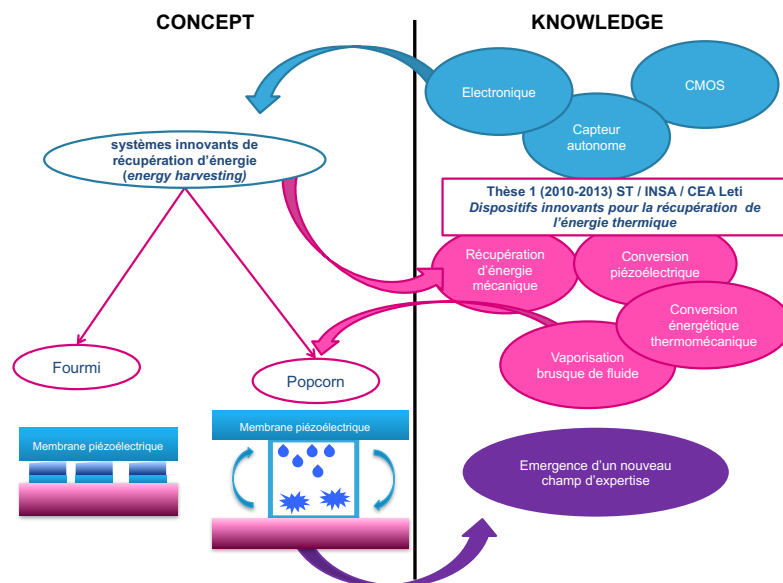 CONCEPT
KNOWLEDGE
Electronique
CMOS
Capteur
autonome
systèmes innovants de
récupération d'énergie
(energy harvesting)
Thèse 1 (2010-2013) ST / INSA / CEA Leti
Dispositifs innovants pour la récupération de
l'énergie thermique
Récupération
d'énergie
mécanique
Conversion
piézoélectrique
Conversion
énergétique
thermomécanique
Vaporisation
brusque de fluide
Fourmi
Popcorn
Membrane piézoélectrique
Membrane piézoélectrique
Emergence d'un nouveau
champ d'expertise